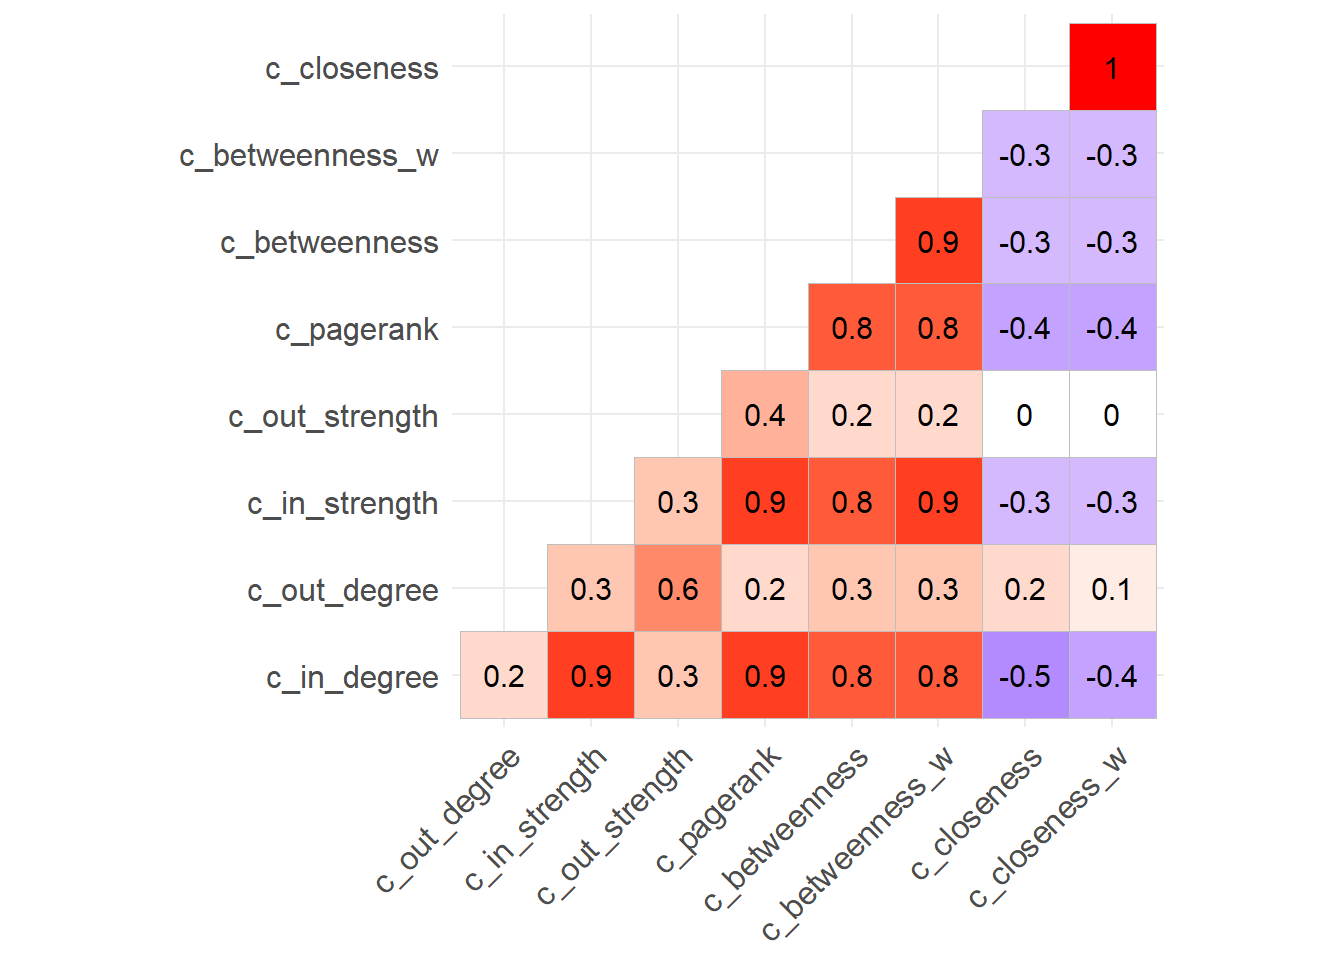 c_closeness 1
c_betweenness_w -0.3 -0.3
c_betweenness 0.9 -0.3 -0.3
c_pagerank 0.8 0.8 -0.4 -0.4
c_out_strength 0.4 0.2 0.2 0 0
c_in_strength 0.3 0.9 0.8 0.9 -0.3 -0.3
c_out_degree 0.3 0.6 0.2 0.3 0.3 0.2 0.1
c_in_degree 0.2 0.9 0.3 0.9 0.8 0.8 -0.5 -0.4
c_out_degree
c_in_strength
c_out_strength
c_pagerank
c_betweenness
c_betweenness_w
c_closeness
c_closeness_w